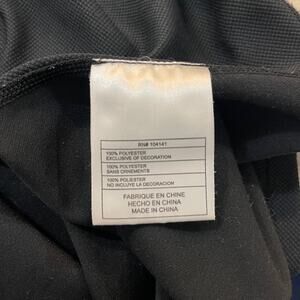 RN# 104141
100% POLYESTER
EXCLUSIVE OF DECORATION
100% POLYESTER
SANS ORNEMENTS
100% POLIESTER
NO INCLUYE LA DECORACION
FABRIQUE EN CHINE
HECHO EN CHINA
MADE IN CHINA